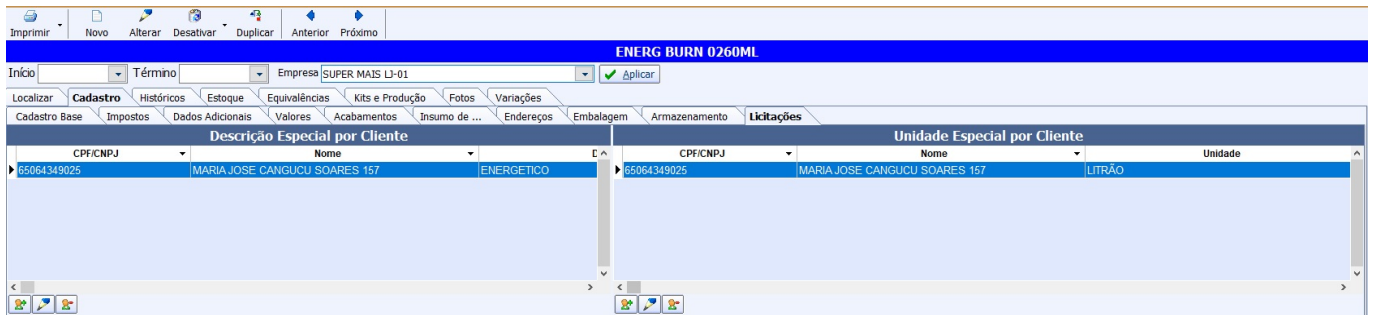 Imprimir Novo Alterar Desativar Duplicar Anterior Próximo
ENERG BURN 0260ML
Início Término Empresa SUPER MAIS LJ-01 Aplicar
Localizar Cadastro Históricos Estoque Equivalências Kits e Produção Fotos Variações
Cadastro Base Impostos Dados Adicionais Valores Acabamentos Insumo de ... Endereços Embalagem Armazenamento Licitações
Descrição Especial por Cliente Unidade Especial por Cliente
CPF/CNPJ Nome D CPF/CNPJ Nome Unidade
65064349025 MARIA JOSE CANGUCU SOARES 157 ENERGETICO 65064349025 MARIA JOSE CANGUCU SOARES 157 LITRÃO